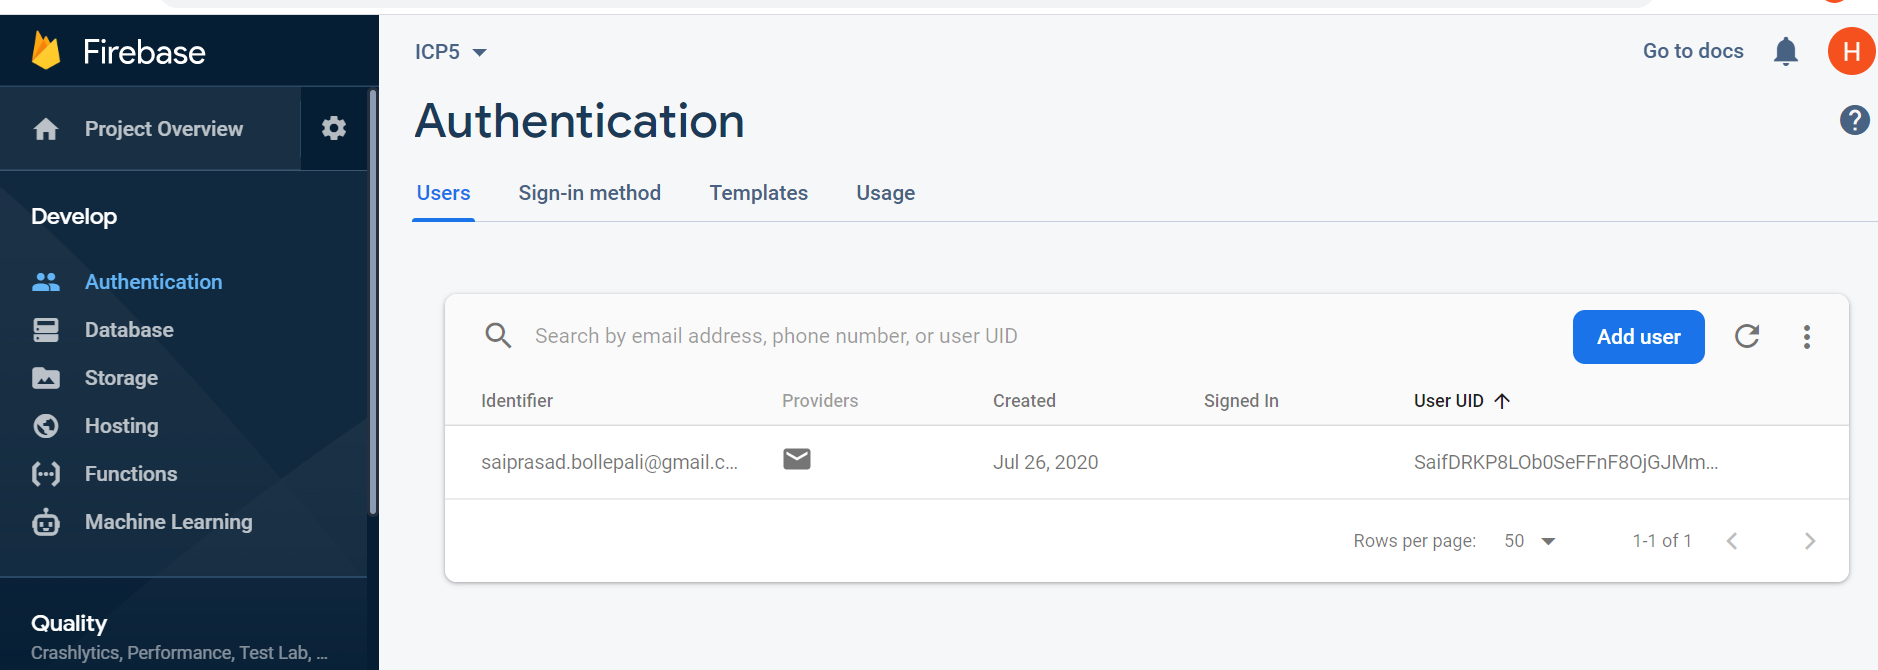 Firebase
Project Overview
Develop
Authentication
Database
Storage
Hosting
Functions
Machine Learning
Quality
Crashlytics, Performance, Test Lab, ...
ICP5
Go to docs
H
Authentication
?
Users Sign-in method Templates Usage
Search by email address, phone number, or user UID
Add user
Identifier Providers Created Signed In User UID
saiprasad.bollepali@gmail.c... Jul 26, 2020 SaifDRKP8LOb0SeFFnF8OjGJMm...
Rows per page: 50 1-1 of 1